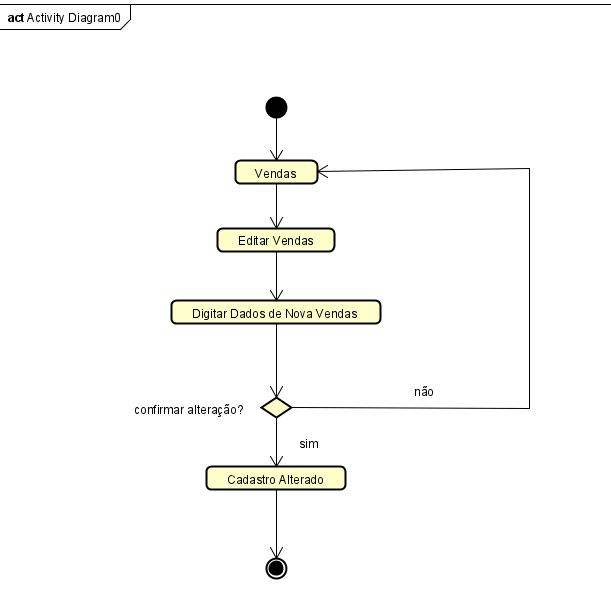 act Activity Diagram0
Vendas
Editar Vendas
Digitar Dados de Nova Vendas
não
confirmar alteração?
sim
Cadastro Alterado